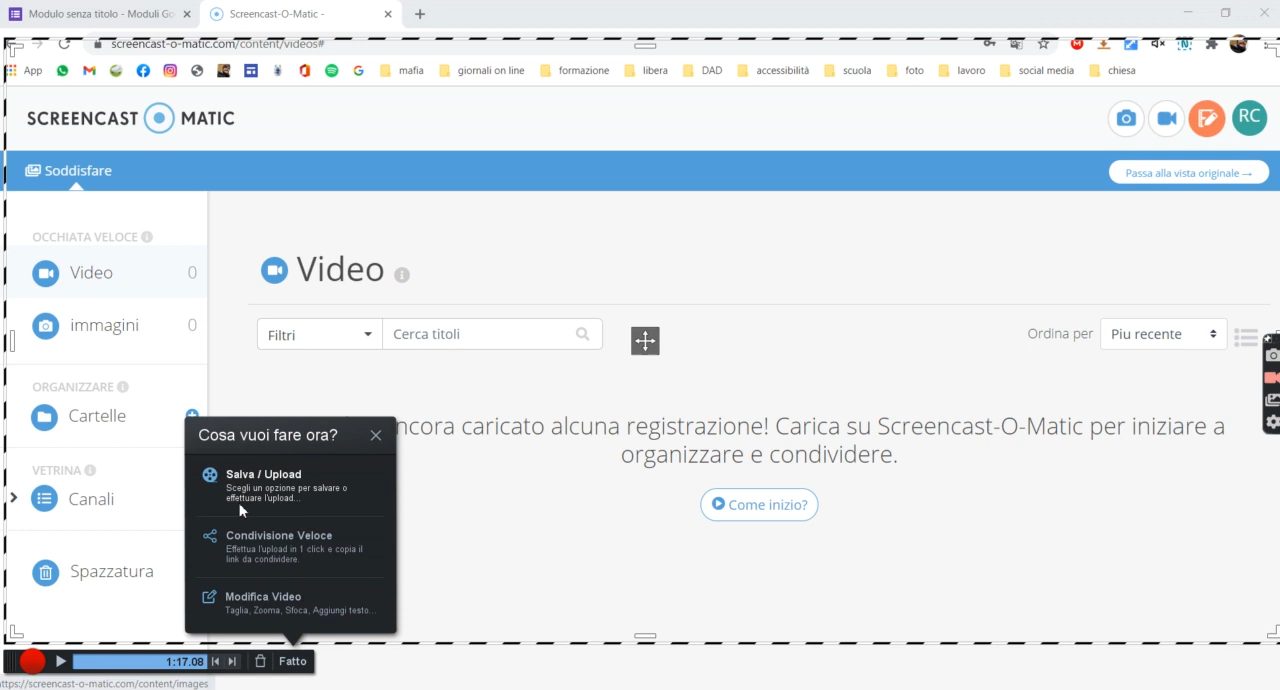 Modulo senza titolo - Moduli Go
Screencast-O-Matic -
screencast-o-matic.com/content/videos#
App
mafia
giornali on line
formazione
libera
DAD
accessibilità
scuola
foto
lavoro
social media
chiesa
SCREENCAST O MATIC
RC
Soddisfare
Passa alla vista originale →
OCCHIATA VELOCE
Video 0
immagini 0
ORGANIZZARE
Cartelle
VETRINA
Canali
Spazzatura
Video
Filtri
Cerca titoli
Ordina per
Piu recente
ncora caricato alcuna registrazione! Carica su Screencast-O-Matic per iniziare a
organizzare e condividere.
Come inizio?
Cosa vuoi fare ora?
Salva / Upload
Scegli un opzione per salvare o
effettuare l'upload...
Condivisione Veloce
Effettua l'upload in 1 click e copia il
link da condividere.
Modifica Video
Taglia, Zooma, Sfoca, Aggiungi testo...
1:17.08
Fatto
ttps://screencast-o-matic.com/content/images